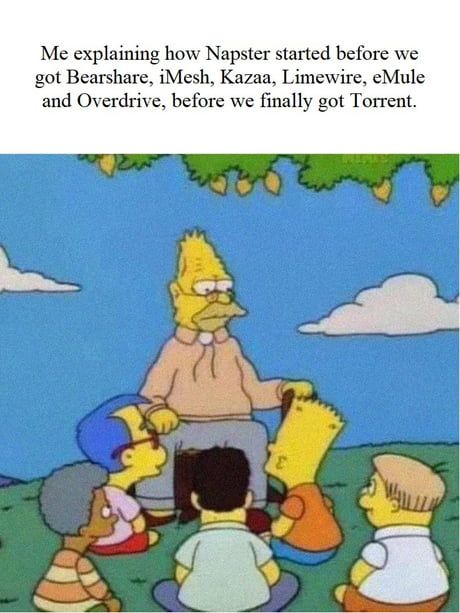 Me explaining how Napster started before we
got Bearshare, iMesh, Kazaa, Limewire, eMule
and Overdrive, before we finally got Torrent.